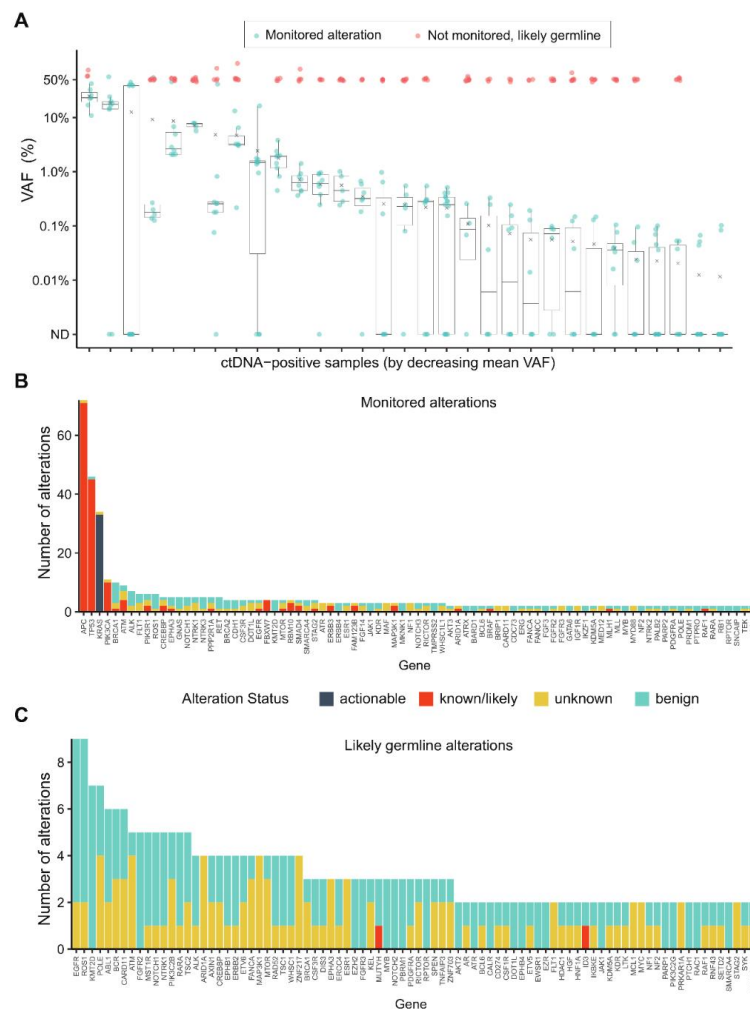 A
Monitored alteration
Not monitored, likely germline
VAF (%)
50%
10%
1.0%
0.1%
0.01%
ND
ctDNA−positive samples (by decreasing mean VAF)
B
Monitored alterations
Number of alterations
60
40
20
0
APC TP53 KRAS PIK3CA BRCA1 ATM ALK FLT1 PIK3R1 ROS1 CREBBP EPHA3 GNAS NOTCH1 NTRK1 NTRK3 PPP2R1A RET BRCA2 CDH1 CSF3R DOT1L EGFR FBXW7 KMT2D MTOR RBM10 SMAD4 SMARCA4 STAG2 ATR ERBB3 ERBB4 ESR1 FAM123B FGF14 JAK1 KDR MAF MAP2K1 MKNK1 NF1 NOTCH3 RICTOR TMPRSS2 WHSC1L1 AKT3 ARID1A ATRX BARD1 BCL6 BRAF BRIP1 CARD11 CDC73 ERG FANCA FANCC FGF3 FGFR2 FGFR3 GATA6 IGF1R IKZF1 KDM5A MED12 MLH1 MLL MYB MYD88 NF2 NTRK2 PALB2 PARP2 PDGFRA POLE PRDM1 PTCH1 PTPRO RAF1 RARA RB1 RPTOR SNCAIP TEK
Gene
Alteration Status
actionable
known/likely
unknown
benign
C
Likely germline alterations
Number of alterations
8
6
4
2
0
EGFR ROS1 KMT2D POLE ABL1 BCR CARD11 ATM FGFR2 MST1R NOTCH1 NTRK1 PIK3C2B RARA TSC2 ALK ARID1A AXIN1 CREBBP EPHB1 ERBB2 ETV6 FANCA MAP3K1 MTOR RAD52 TSC1 WHSC1 ZNF217 BRCA1 CSF3R DIS3 EPHA3 ERCC4 ESR1 EZH2 FGFR3 KEL MUTYH MYB NOTCH2 PBRM1 PDGFRA RICTOR RPTOR SPEN TNFAIP3 ZNF703 AKT2 AR ATR BCL6 CALR CD274 CSF1R DOT1L EPHB4 ETV5 EWSR1 EZR FLT1 HDAC1 HGF HNF1A ID3 IKBKE JAK1 KDM5A KDR LTK MCL1 MYC NF1 NF2 PARP1 PIK3C2G PRKAR1A PTCH1 RAC1 RAF1 RNF43 SETD2 SMARCA4 STAG2 SYK
Gene